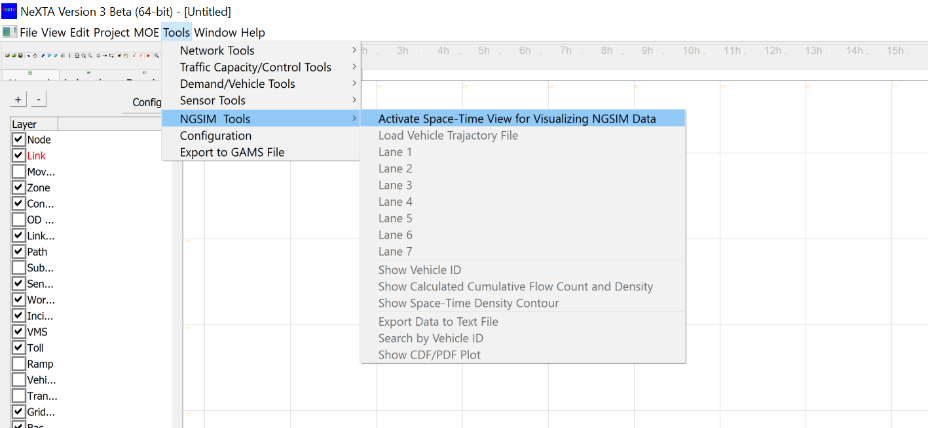 NeXTA Version 3 Beta (64-bit) - [Untitled]
File View Edit Project MOE Tools Window Help
Network Tools
Traffic Capacity/Control Tools
Demand/Vehicle Tools
Sensor Tools
NGSIM Tools
Configuration
Export to GAMS File
Activate Space-Time View for Visualizing NGSIM Data
Load Vehicle Trajactory File
Lane 1
Lane 2
Lane 3
Lane 4
Lane 5
Lane 6
Lane 7
Show Vehicle ID
Show Calculated Cumulative Flow Count and Density
Show Space-Time Density Contour
Export Data to Text File
Search by Vehicle ID
Show CDF/PDF Plot
h 3h 4h 5h 6h 7h 8h 9h 10h 11h 12h 13h 14h 15h
+ - Config
Layer
Node
Link
Mov...
Zone
Con...
OD ...
Link...
Path
Sub...
Sen...
Wor...
Inci...
VMS
Toll
Ramp
Vehi...
Tran...
Grid...